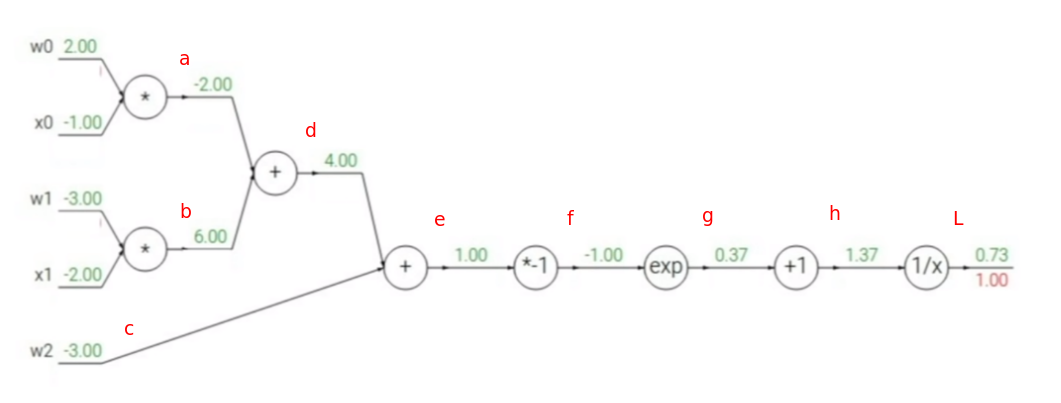 w0 2.00
a
-2.00
x0 -1.00
*
d
4.00
+
w1 -3.00
b
6.00
x1 -2.00
*
e
f
g
h
L
+
1.00
*-1
-1.00
exp
0.37
+1
1.37
1/x
0.73
1.00
c
w2 -3.00